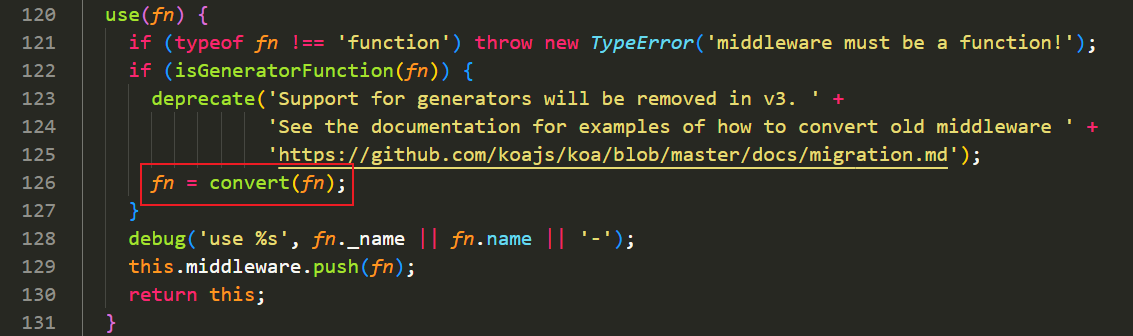 120 use(fn) {
121 if (typeof fn !== 'function') throw new TypeError('middleware must be a function!');
122 if (isGeneratorFunction(fn)) {
123 deprecate('Support for generators will be removed in v3. ' +
124 'See the documentation for examples of how to convert old middleware ' +
125 'https://github.com/koajs/koa/blob/master/docs/migration.md');
126 fn = convert(fn);
127 }
128 debug('use %s', fn._name || fn.name || '-');
129 this.middleware.push(fn);
130 return this;
131 }